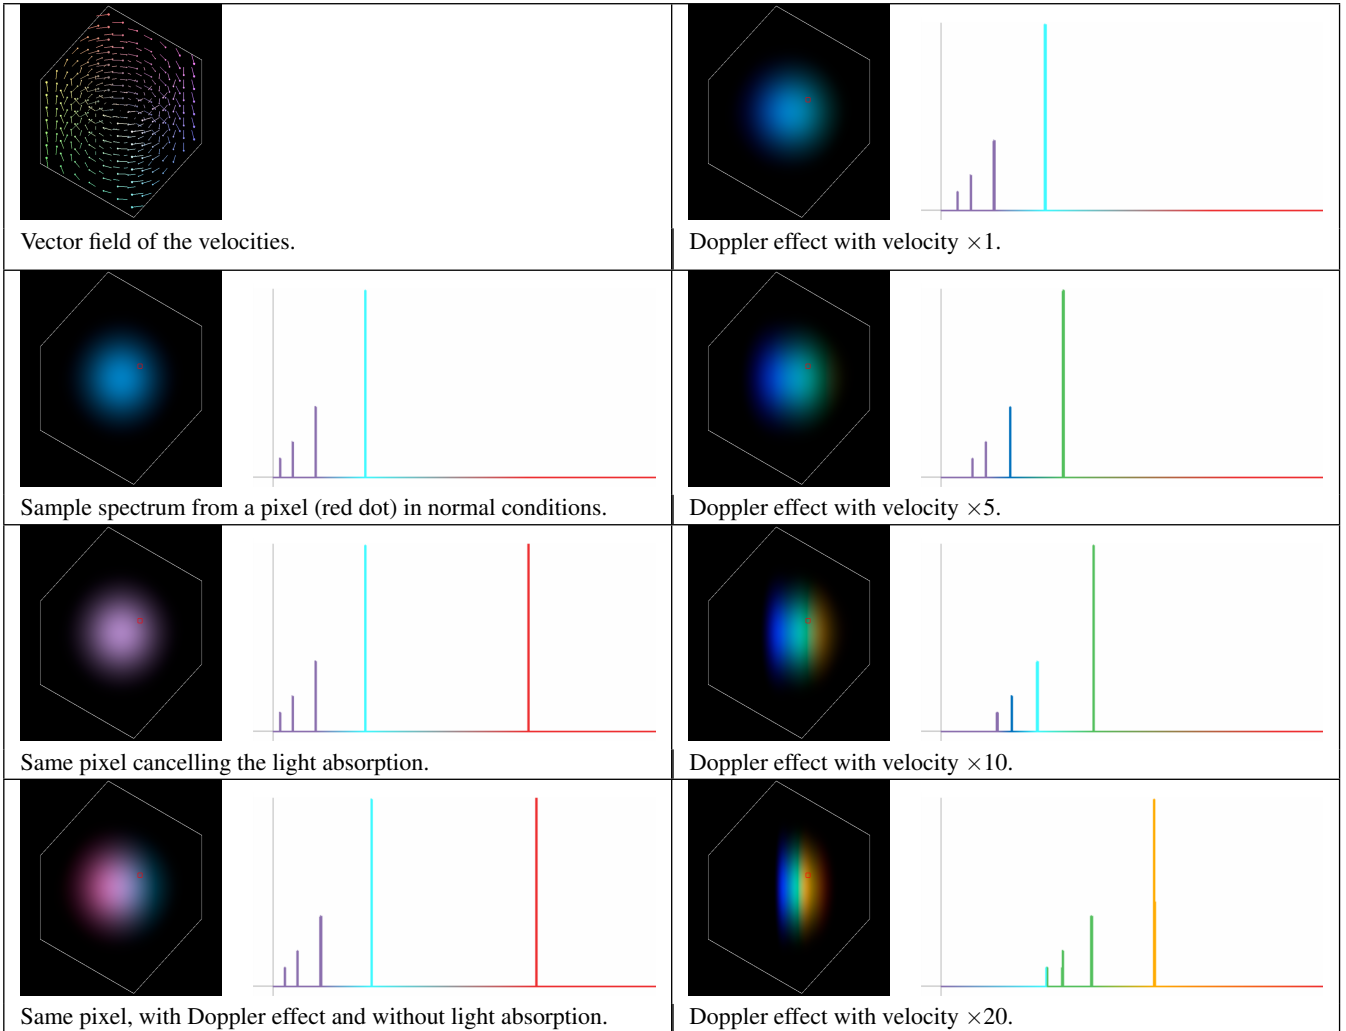 Vector field of the velocities.
Doppler effect with velocity ×1.
Sample spectrum from a pixel (red dot) in normal conditions.
Doppler effect with velocity ×5.
Same pixel cancelling the light absorption.
Doppler effect with velocity ×10.
Same pixel, with Doppler effect and without light absorption.
Doppler effect with velocity ×20.